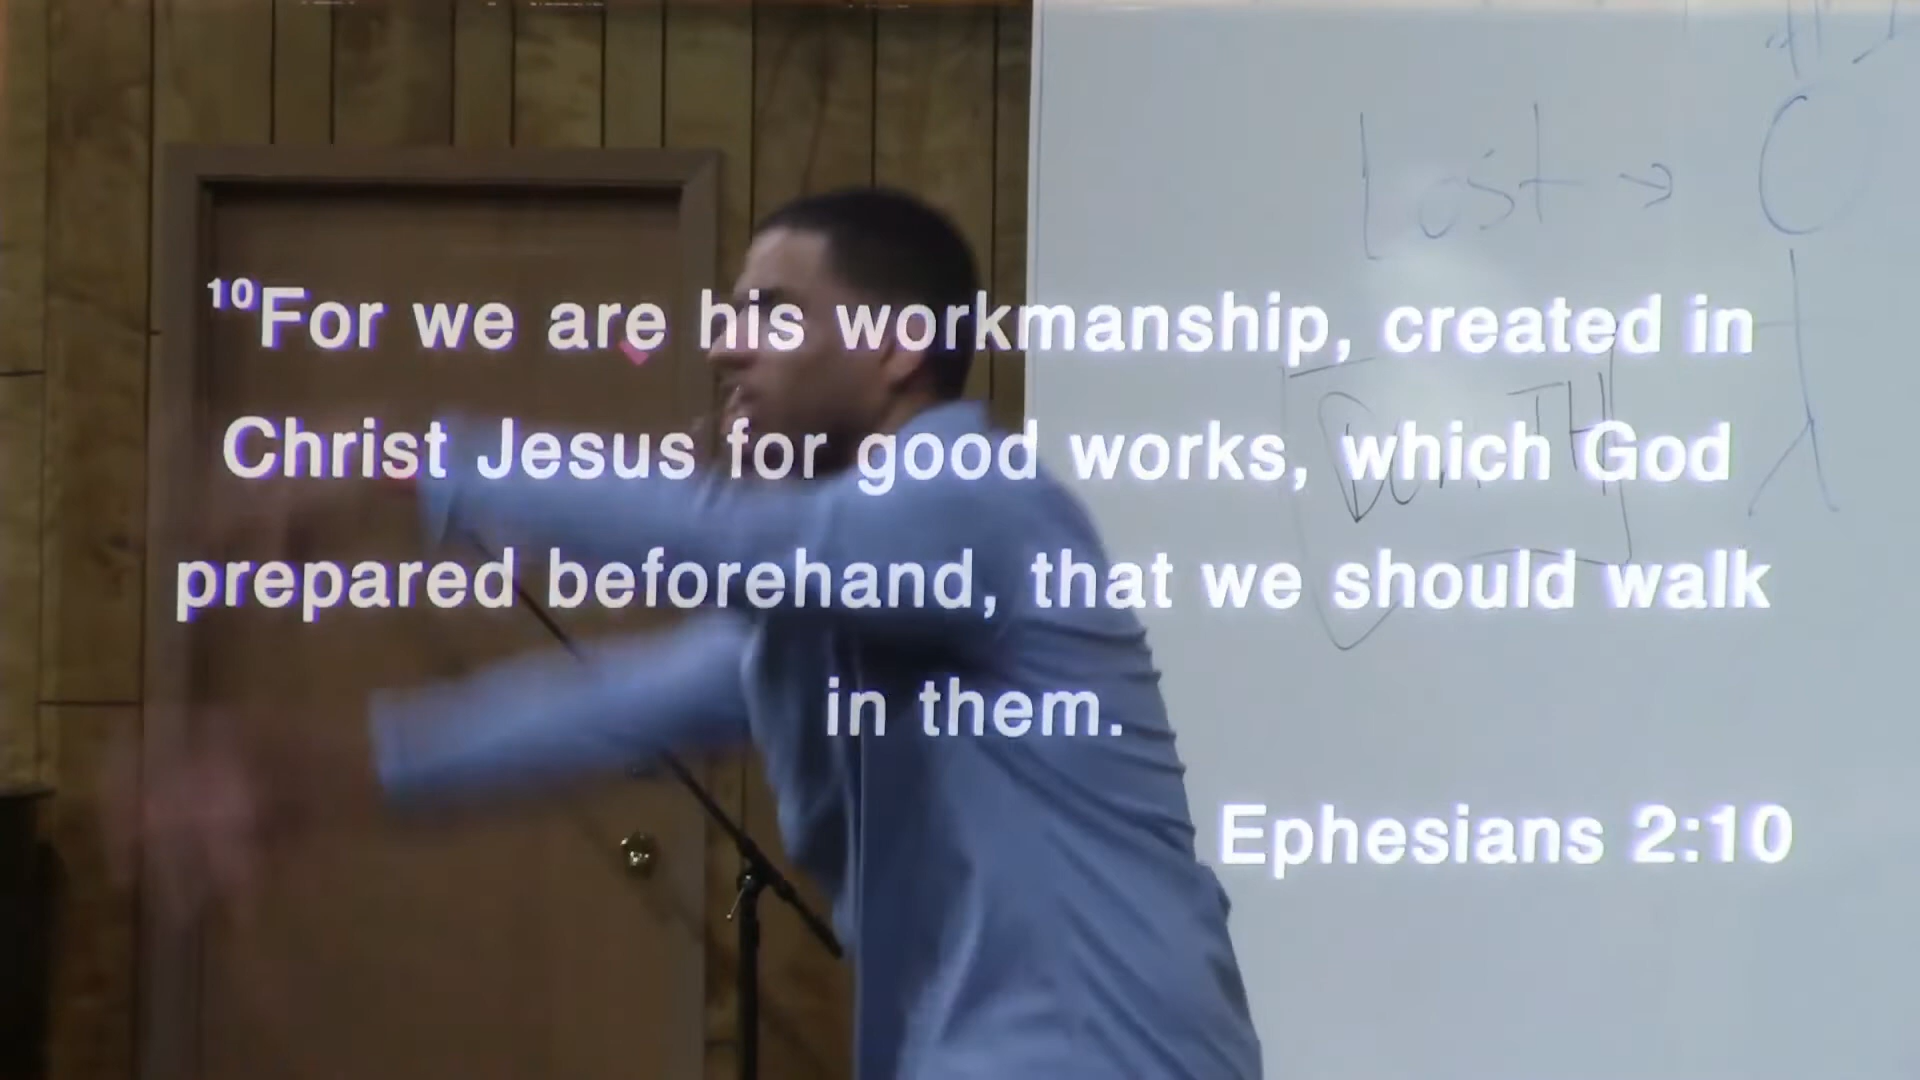 ¹⁰For we are his workmanship, created in
Christ Jesus for good works, which God
prepared beforehand, that we should walk
in them.
Ephesians 2:10
Lost →